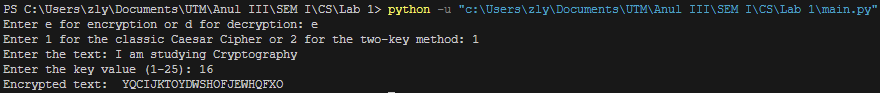 PS C:\Users\zly\Documents\UTM\Anul III\SEM I\CS\Lab 1> python -u "c:\Users\zly\Documents\UTM\Anul III\SEM I\CS\Lab 1\main.py"
Enter e for encryption or d for decryption: e
Enter 1 for the classic Caesar Cipher or 2 for the two-key method: 1
Enter the text: I am studying Cryptography
Enter the key value (1-25): 16
Encrypted text:  YQCIJKTOYDWSHOFJEWHQFXO